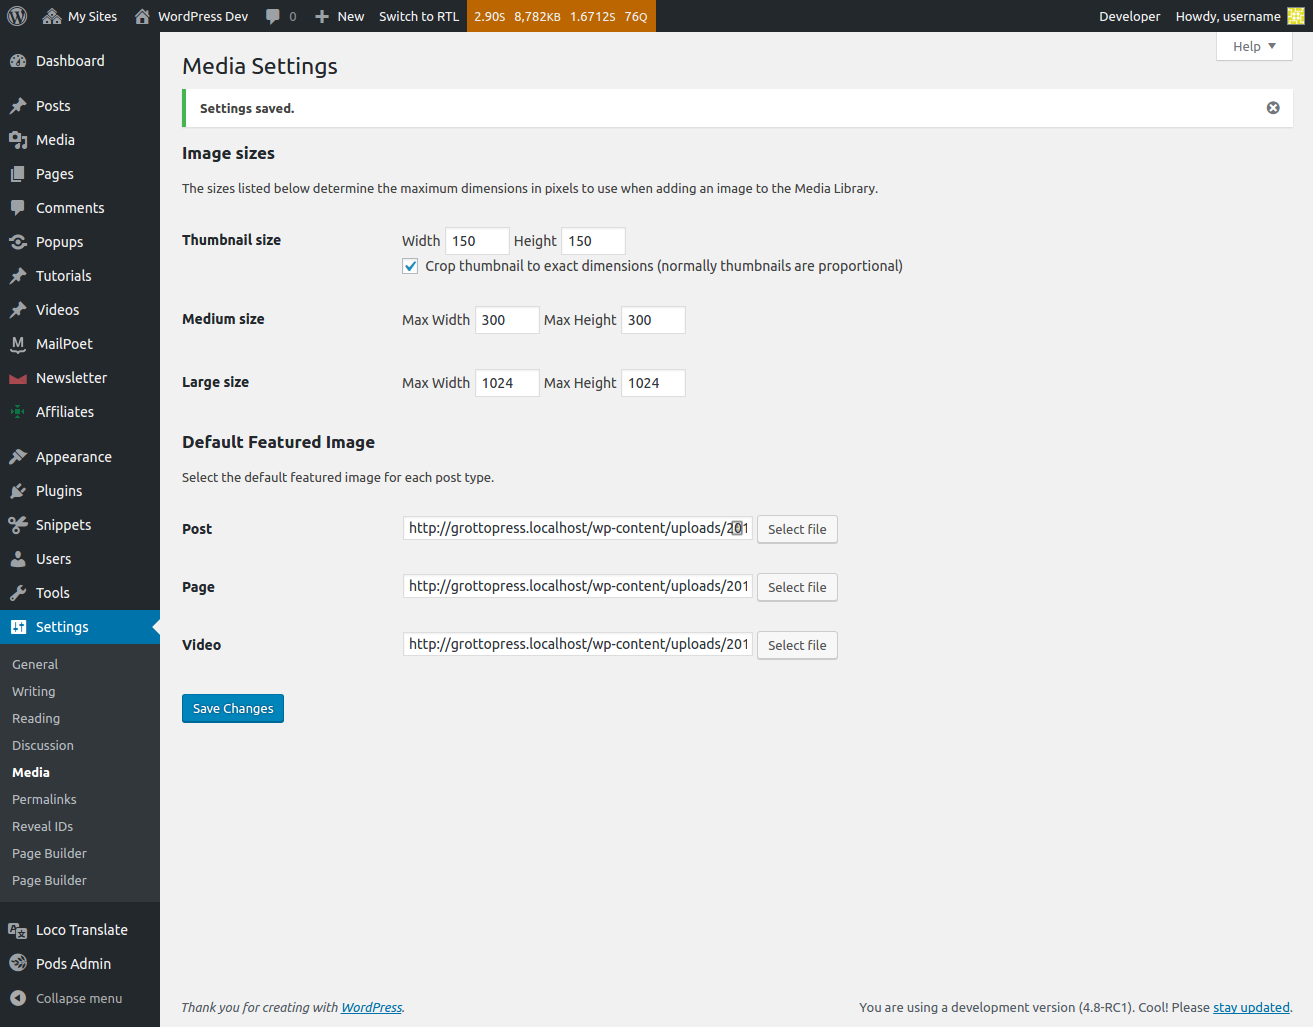 My Sites WordPress Dev 0 New Switch to RTL 2.90S 8,782KB 1.6712S 76Q Developer Howdy, username
Help
Dashboard
Posts
Media
Pages
Comments
Popups
Tutorials
Videos
MailPoet
Newsletter
Affiliates
Appearance
Plugins
Snippets
Users
Tools
Settings
General
Writing
Reading
Discussion
Media
Permalinks
Reveal IDs
Page Builder
Page Builder
Loco Translate
Pods Admin
Collapse menu
Media Settings
Settings saved.
Image sizes
The sizes listed below determine the maximum dimensions in pixels to use when adding an image to the Media Library.
Thumbnail size Width 150 Height 150
Crop thumbnail to exact dimensions (normally thumbnails are proportional)
Medium size Max Width 300 Max Height 300
Large size Max Width 1024 Max Height 1024
Default Featured Image
Select the default featured image for each post type.
Post http://grottopress.localhost/wp-content/uploads/201 Select file
Page http://grottopress.localhost/wp-content/uploads/201 Select file
Video http://grottopress.localhost/wp-content/uploads/201 Select file
Save Changes
Thank you for creating with WordPress. You are using a development version (4.8-RC1). Cool! Please stay updated.